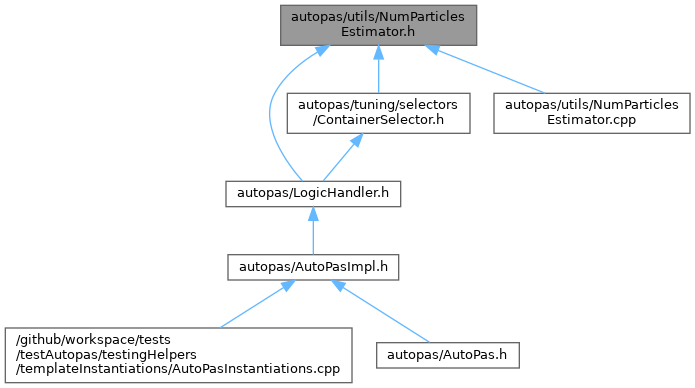 autopas/utils/NumParticles
Estimator.h
autopas/tuning/selectors
/ContainerSelector.h
autopas/utils/NumParticles
Estimator.cpp
autopas/LogicHandler.h
autopas/AutoPasImpl.h
/github/workspace/tests
/testAutopas/testingHelpers
/templateInstantiations/AutoPasInstantiations.cpp
autopas/AutoPas.h